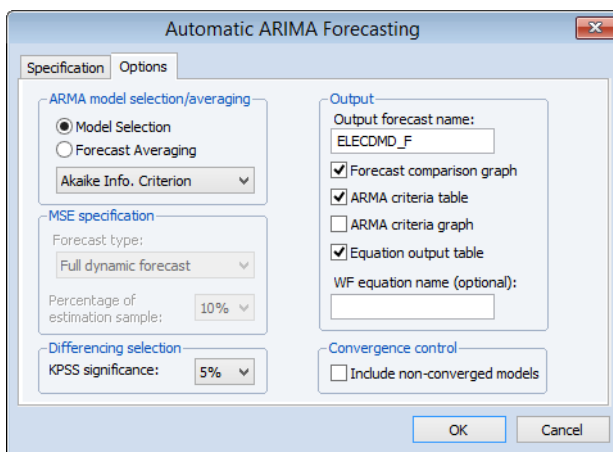 Automatic ARIMA Forecasting
Specification
Options
ARMA model selection/averaging
Model Selection
Forecast Averaging
Akaike Info. Criterion
MSE specification
Forecast type:
Full dynamic forecast
Percentage of
estimation sample:
10%
Differencing selection
KPSS significance:
5%
Output
Output forecast name:
ELECDMD_F
Forecast comparison graph
ARMA criteria table
ARMA criteria graph
Equation output table
WF equation name (optional):
Convergence control
Include non-converged models
OK
Cancel